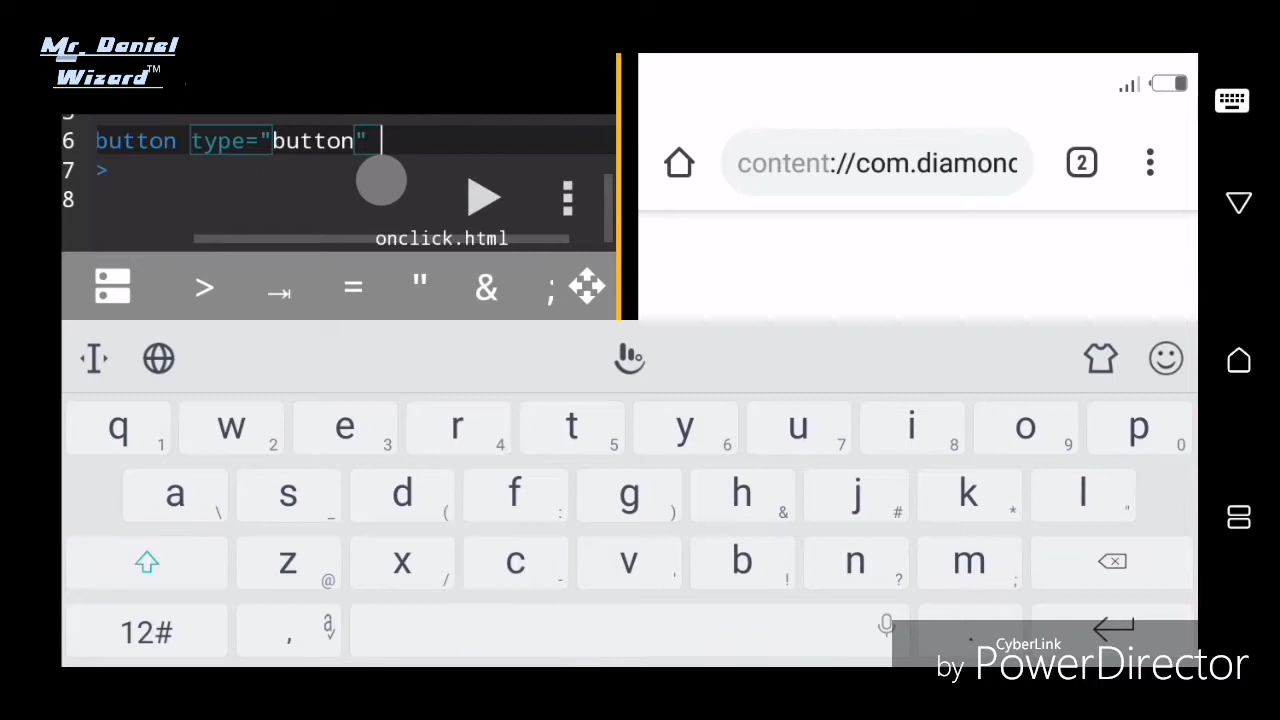 Mr. Daniel
Wizard™
6 button type="button"
7 >
8
onclick.html
> ⇥ = " & ;
content://com.diamond
2
q 1 w 2 e 3 r 4 t 5 y 6 u 7 i 8 o 9 p 0
a \ s _ d ( f : g ) h & j # k * l "
z @ x / c - v ' b ! n ? m ;
12# , a .
CyberLink
by PowerDirector